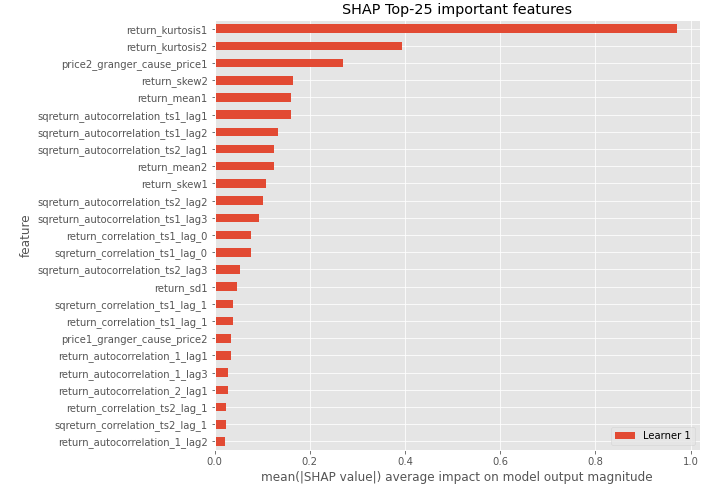 SHAP Top-25 important features
return_kurtosis1
return_kurtosis2
price2_granger_cause_price1
return_skew2
return_mean1
sqreturn_autocorrelation_ts1_lag1
sqreturn_autocorrelation_ts1_lag2
sqreturn_autocorrelation_ts2_lag1
return_mean2
return_skew1
sqreturn_autocorrelation_ts2_lag2
sqreturn_autocorrelation_ts1_lag3
return_correlation_ts1_lag_0
sqreturn_correlation_ts1_lag_0
sqreturn_autocorrelation_ts2_lag3
return_sd1
sqreturn_correlation_ts1_lag_1
return_correlation_ts1_lag_1
price1_granger_cause_price2
return_autocorrelation_1_lag1
return_autocorrelation_1_lag3
return_autocorrelation_2_lag1
return_correlation_ts2_lag_1
sqreturn_correlation_ts2_lag_1
return_autocorrelation_1_lag2
feature
Learner 1
0.0 0.2 0.4 0.6 0.8 1.0
mean(|SHAP value|) average impact on model output magnitude